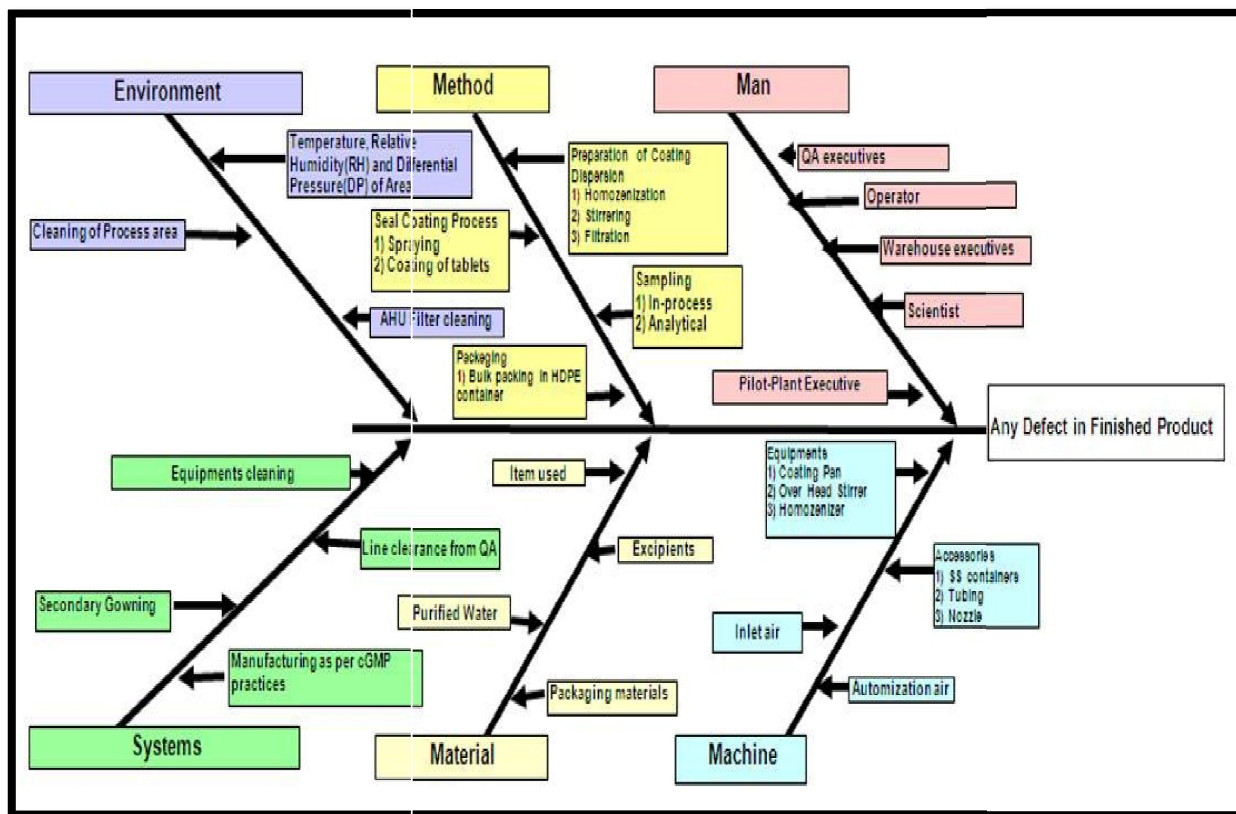 Environment
Method
Man
Temperature, Relative
Humidity(RH) and Differential
Pressure(DP) of Area
Cleaning of Process area
AHU Filter cleaning
Preparation of Coating
Dispersion
1) Homozenization
2) Stirrering
3) Filtration
Seal Coating Process
1) Spraying
2) Coating of tablets
Sampling
1) In-process
2) Analytical
Packaging
1) Bulk packing in HDPE
container
QA executives
Operator
Warehouse executives
Scientist
Pilot-Plant Executive
Any Defect in Finished Product
Equipments cleaning
Line clearance from QA
Secondary Gowning
Manufacturing as per cGMP
practices
Systems
Item used
Excipients
Purified Water
Packaging materials
Material
Equipments
1) Coating Pan
2) Over Head Stirrer
3) Homozenizer
Accessories
1) SS containers
2) Tubing
3) Nozzle
Inlet air
Automization air
Machine